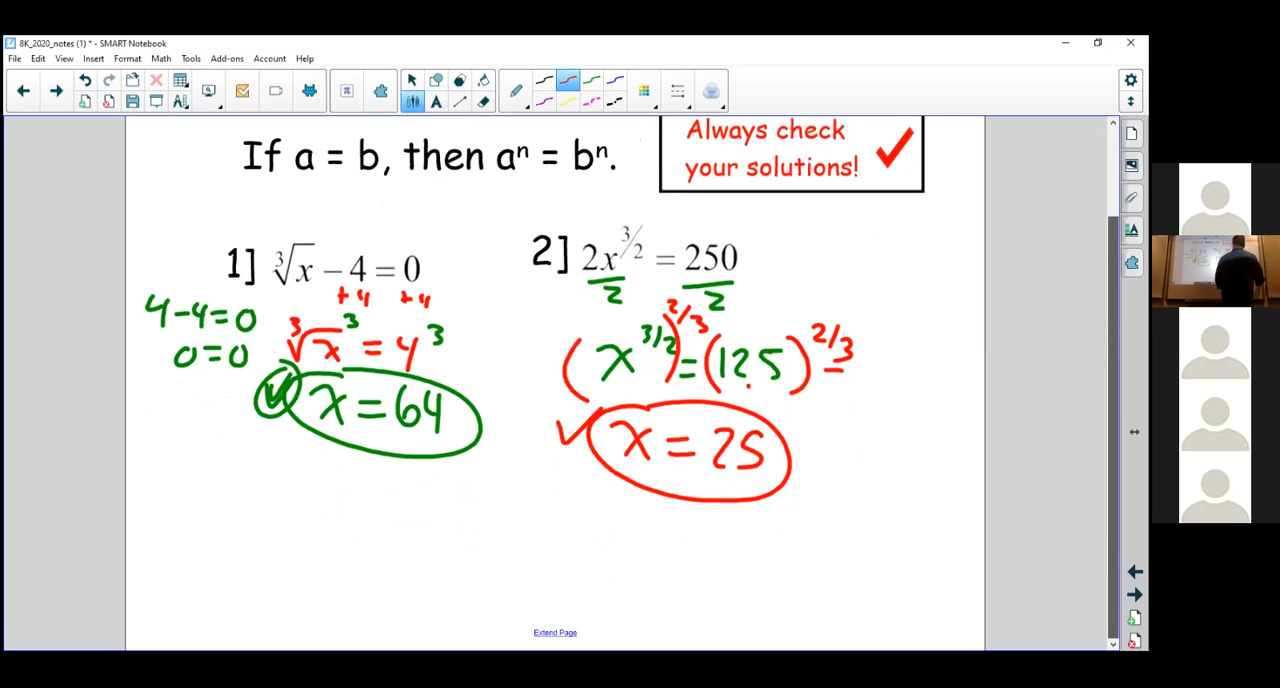 8K_2020_notes (1) * - SMART Notebook
File Edit View Insert Format Math Tools Add-ons Account Help
If a = b, then aⁿ = bⁿ.
Always check
your solutions! ✓
1] ∛x − 4 = 0
+4 +4
4 − 4 = 0
0 = 0
∛x³ = 4³
✓ x = 64
2] 2x^3/2 = 250
2 2
(x^3/2)^2/3 = (125)^2/3
✓ x = 25
Extend Page